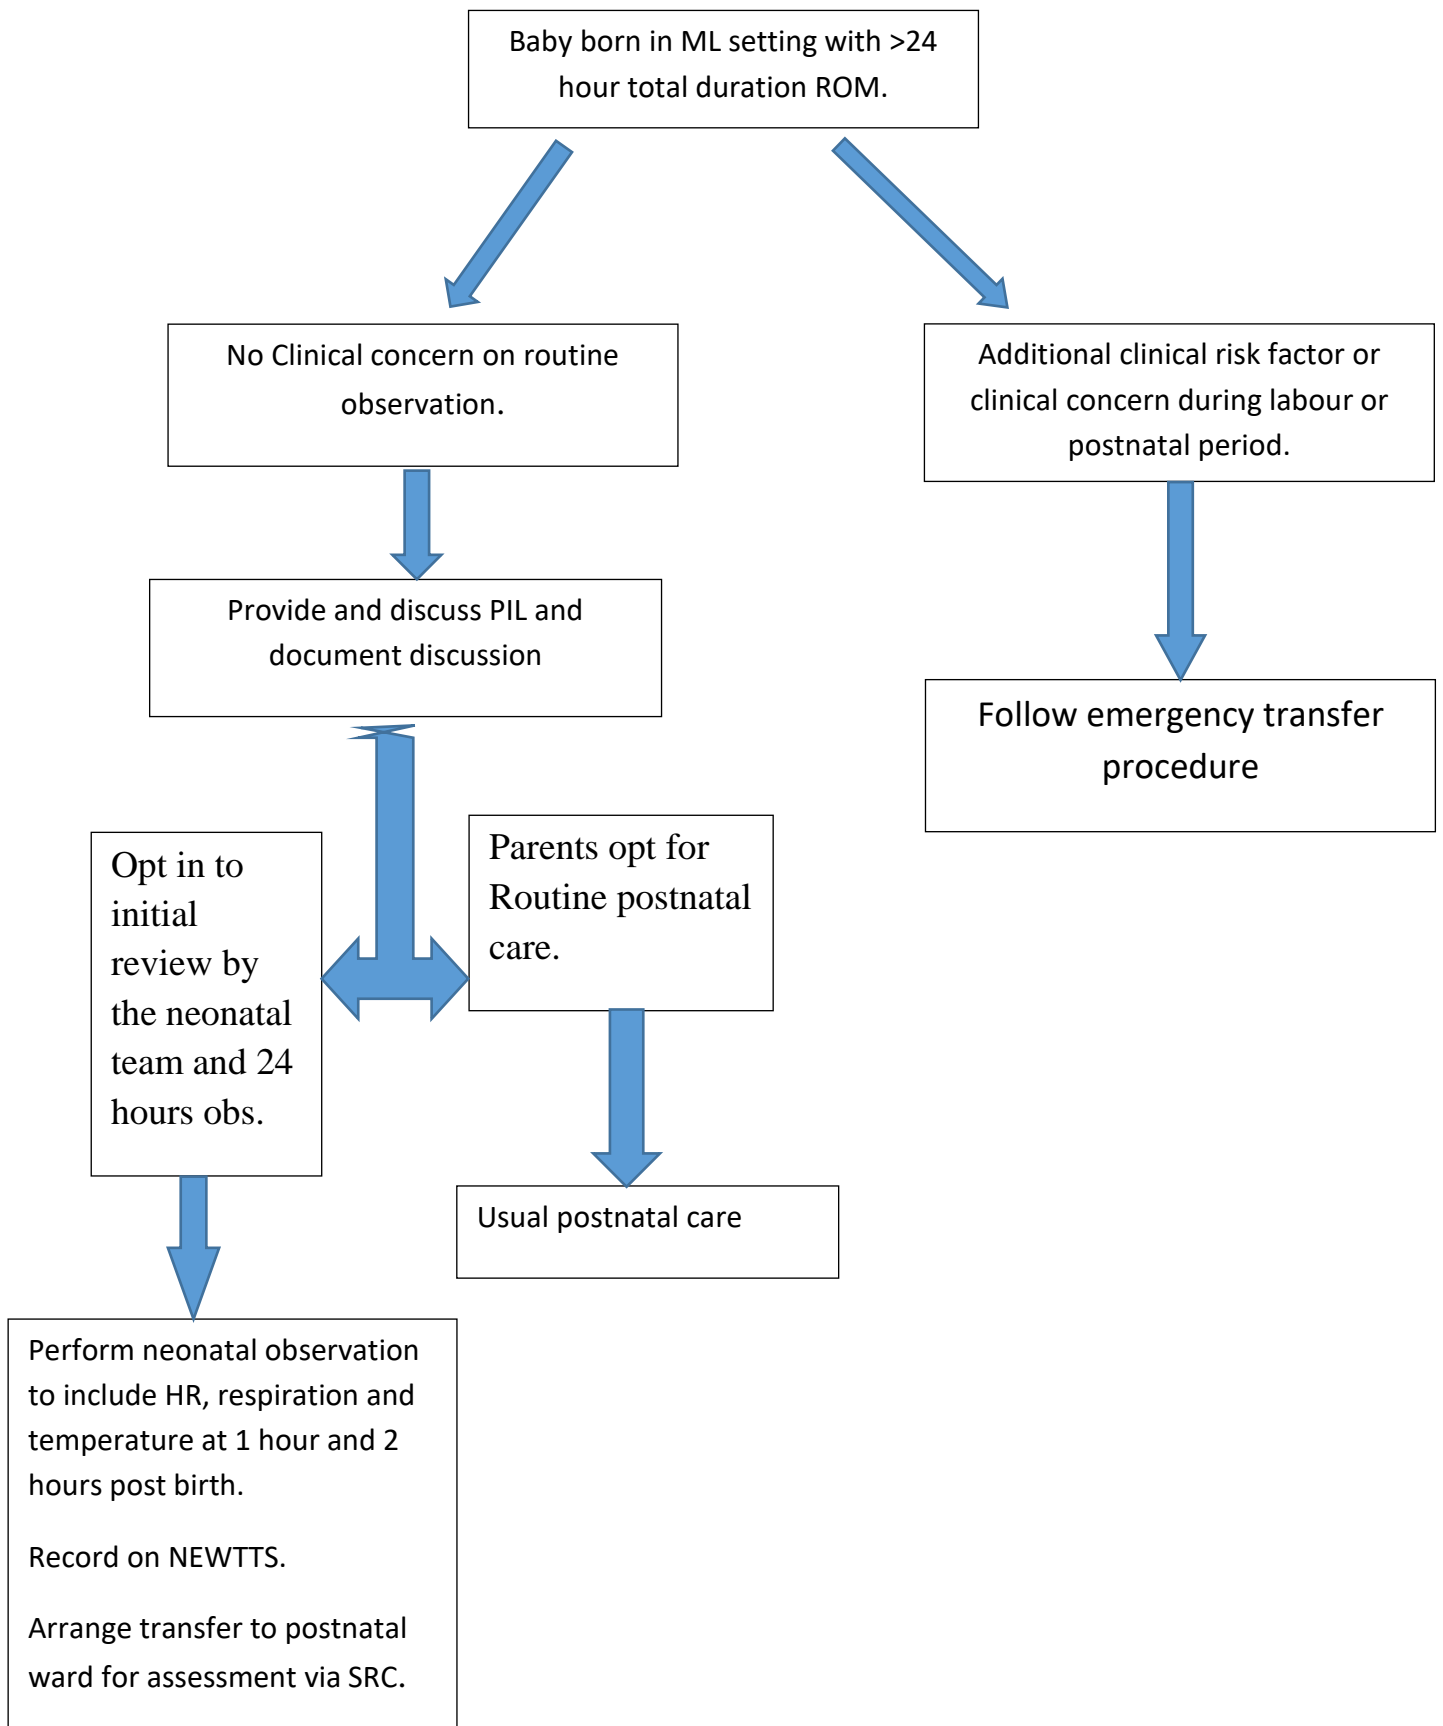 Baby born in ML setting with >24
hour total duration ROM.
No Clinical concern on routine
observation.
Additional clinical risk factor or
clinical concern during labour or
postnatal period.
Provide and discuss PIL and
document discussion
Follow emergency transfer
procedure
Opt in to
initial
review by
the neonatal
team and 24
hours obs.
Parents opt for
Routine postnatal
care.
Usual postnatal care
Perform neonatal observation
to include HR, respiration and
temperature at 1 hour and 2
hours post birth.
Record on NEWTTS.
Arrange transfer to postnatal
ward for assessment via SRC.